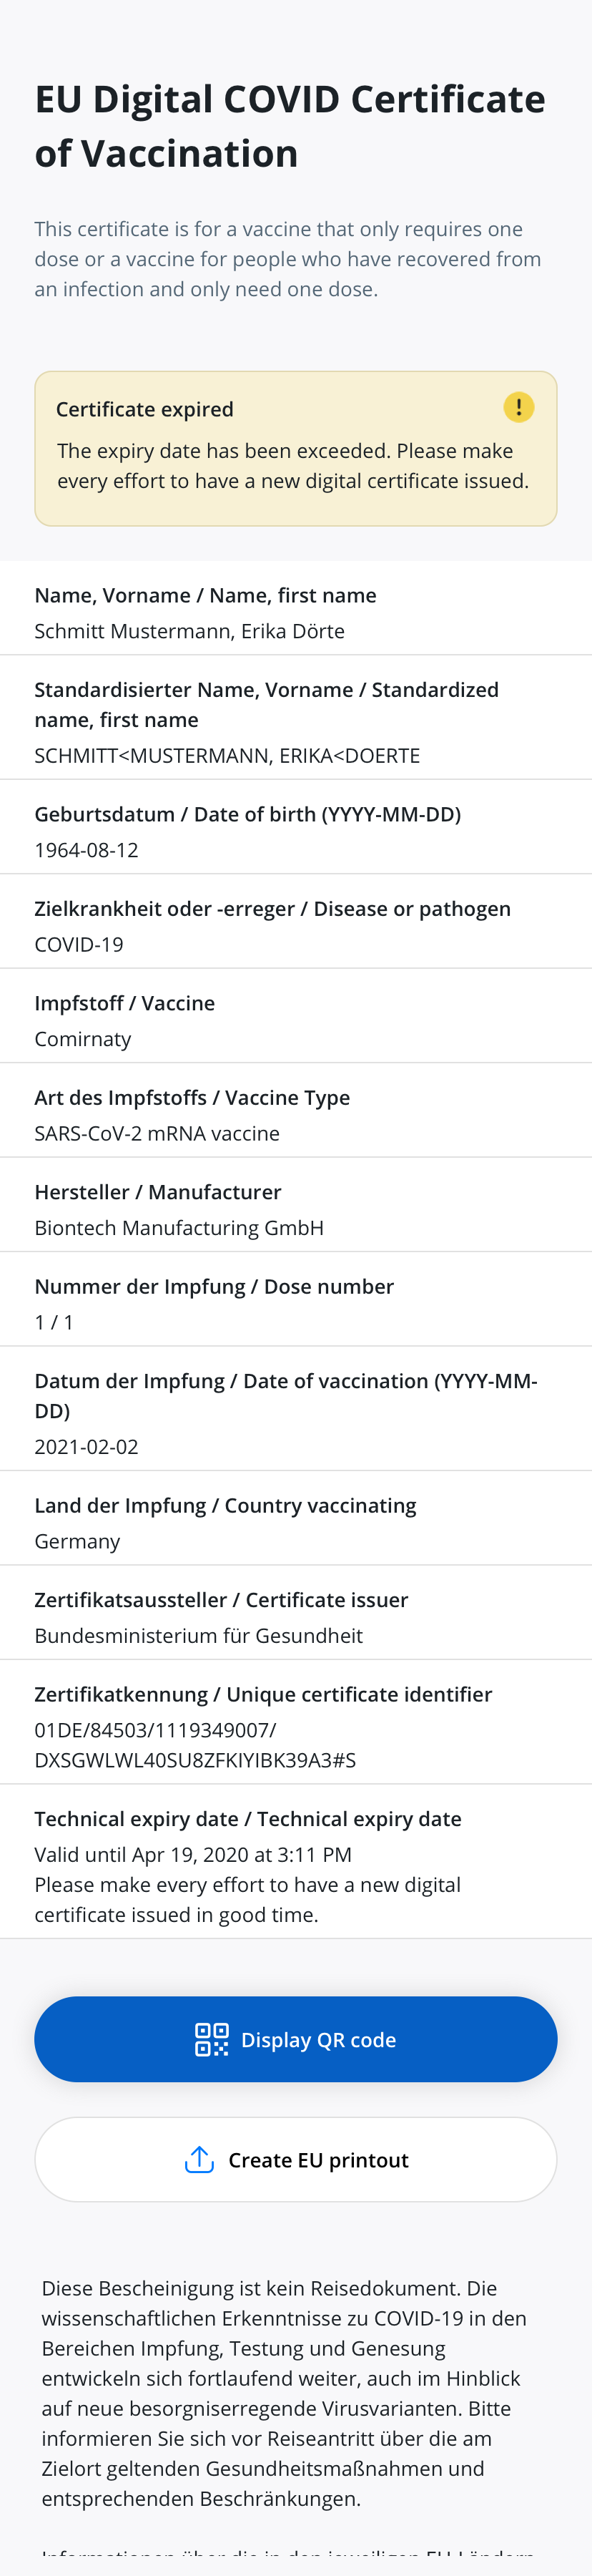 EU Digital COVID Certificate
of Vaccination
This certificate is for a vaccine that only requires one
dose or a vaccine for people who have recovered from
an infection and only need one dose.
Certificate expired
The expiry date has been exceeded. Please make
every effort to have a new digital certificate issued.
Name, Vorname / Name, first name
Schmitt Mustermann, Erika Dörte
Standardisierter Name, Vorname / Standardized
name, first name
SCHMITT<MUSTERMANN, ERIKA<DOERTE
Geburtsdatum / Date of birth (YYYY-MM-DD)
1964-08-12
Zielkrankheit oder -erreger / Disease or pathogen
COVID-19
Impfstoff / Vaccine
Comirnaty
Art des Impfstoffs / Vaccine Type
SARS-CoV-2 mRNA vaccine
Hersteller / Manufacturer
Biontech Manufacturing GmbH
Nummer der Impfung / Dose number
1 / 1
Datum der Impfung / Date of vaccination (YYYY-MM-
DD)
2021-02-02
Land der Impfung / Country vaccinating
Germany
Zertifikatsaussteller / Certificate issuer
Bundesministerium für Gesundheit
Zertifikatkennung / Unique certificate identifier
01DE/84503/1119349007/
DXSGWLWL40SU8ZFKIYIBK39A3#S
Technical expiry date / Technical expiry date
Valid until Apr 19, 2020 at 3:11 PM
Please make every effort to have a new digital
certificate issued in good time.
Display QR code
Create EU printout
Diese Bescheinigung ist kein Reisedokument. Die
wissenschaftlichen Erkenntnisse zu COVID-19 in den
Bereichen Impfung, Testung und Genesung
entwickeln sich fortlaufend weiter, auch im Hinblick
auf neue besorgniserregende Virusvarianten. Bitte
informieren Sie sich vor Reiseantritt über die am
Zielort geltenden Gesundheitsmaßnahmen und
entsprechenden Beschränkungen.